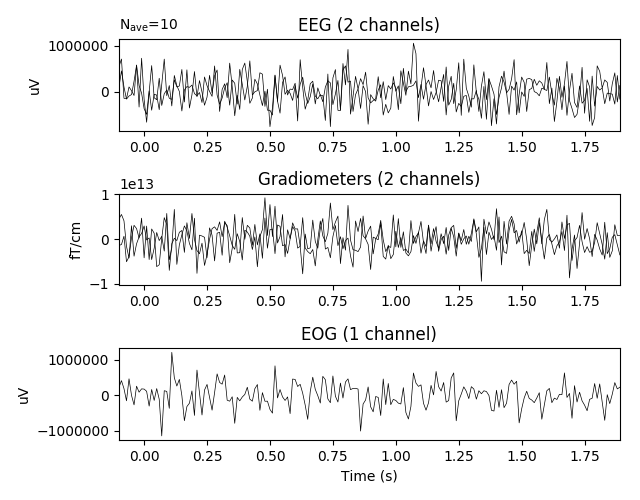 N_ave=10
EEG (2 channels)
1000000
0
uV
0.00 0.25 0.50 0.75 1.00 1.25 1.50 1.75
1e13
Gradiometers (2 channels)
1
0
−1
fT/cm
0.00 0.25 0.50 0.75 1.00 1.25 1.50 1.75
EOG (1 channel)
1000000
0
−1000000
uV
0.00 0.25 0.50 0.75 1.00 1.25 1.50 1.75
Time (s)